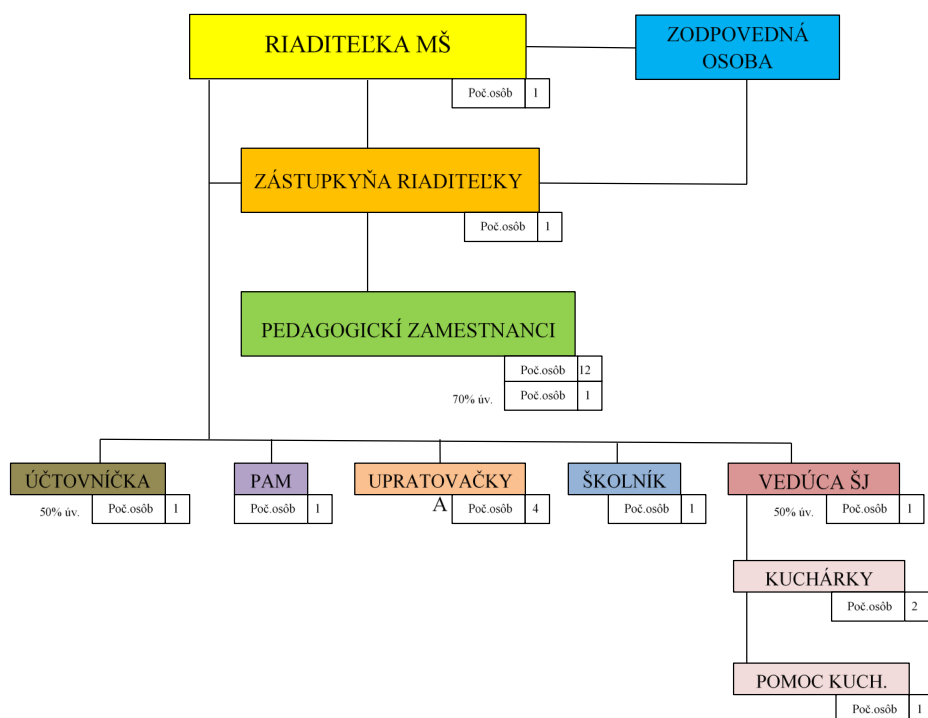 RIADITEĽKA MŠ
ZODPOVEDNÁ
OSOBA
Poč.osôb 1
ZÁSTUPKYŇA RIADITEĽKY
Poč.osôb 1
PEDAGOGICKÍ ZAMESTNANCI
Poč.osôb 12
70% úv. Poč.osôb 1
ÚČTOVNÍČKA
50% úv. Poč.osôb 1
PAM
Poč.osôb 1
UPRATOVAČKY
A Poč.osôb 4
ŠKOLNÍK
Poč.osôb 1
VEDÚCA ŠJ
50% úv. Poč.osôb 1
KUCHÁRKY
Poč.osôb 2
POMOC KUCH.
Poč.osôb 1